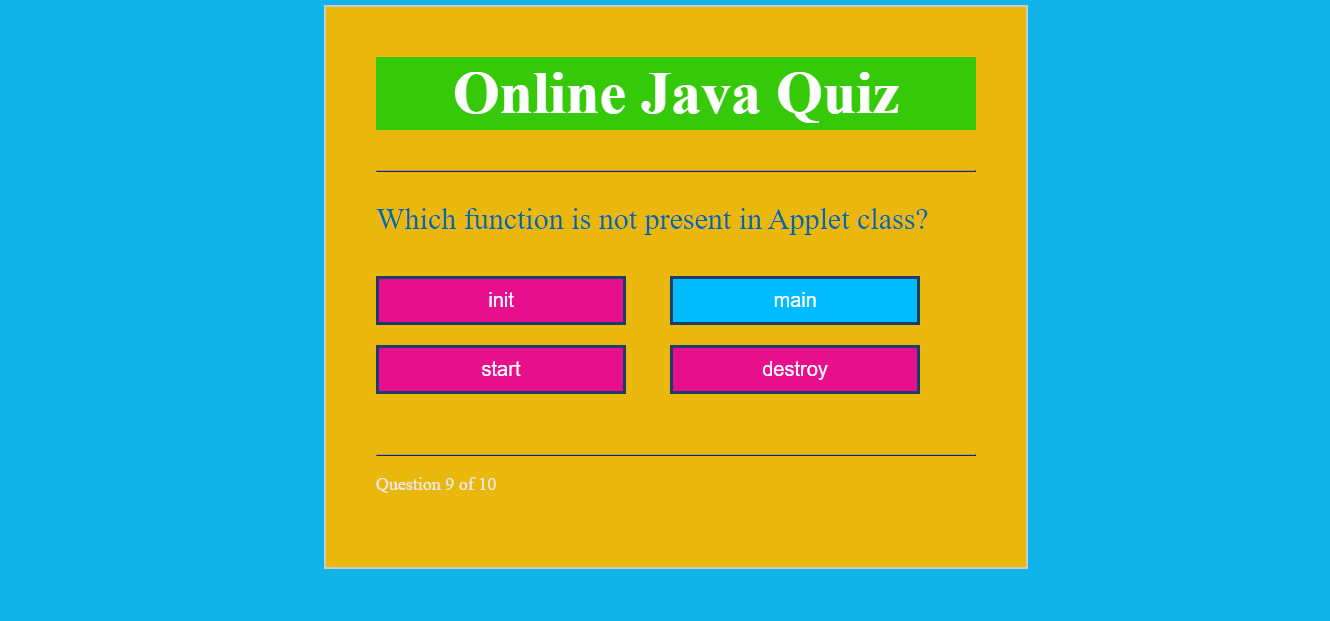 Online Java Quiz
Which function is not present in Applet class?
init
main
start
destroy
Question 9 of 10